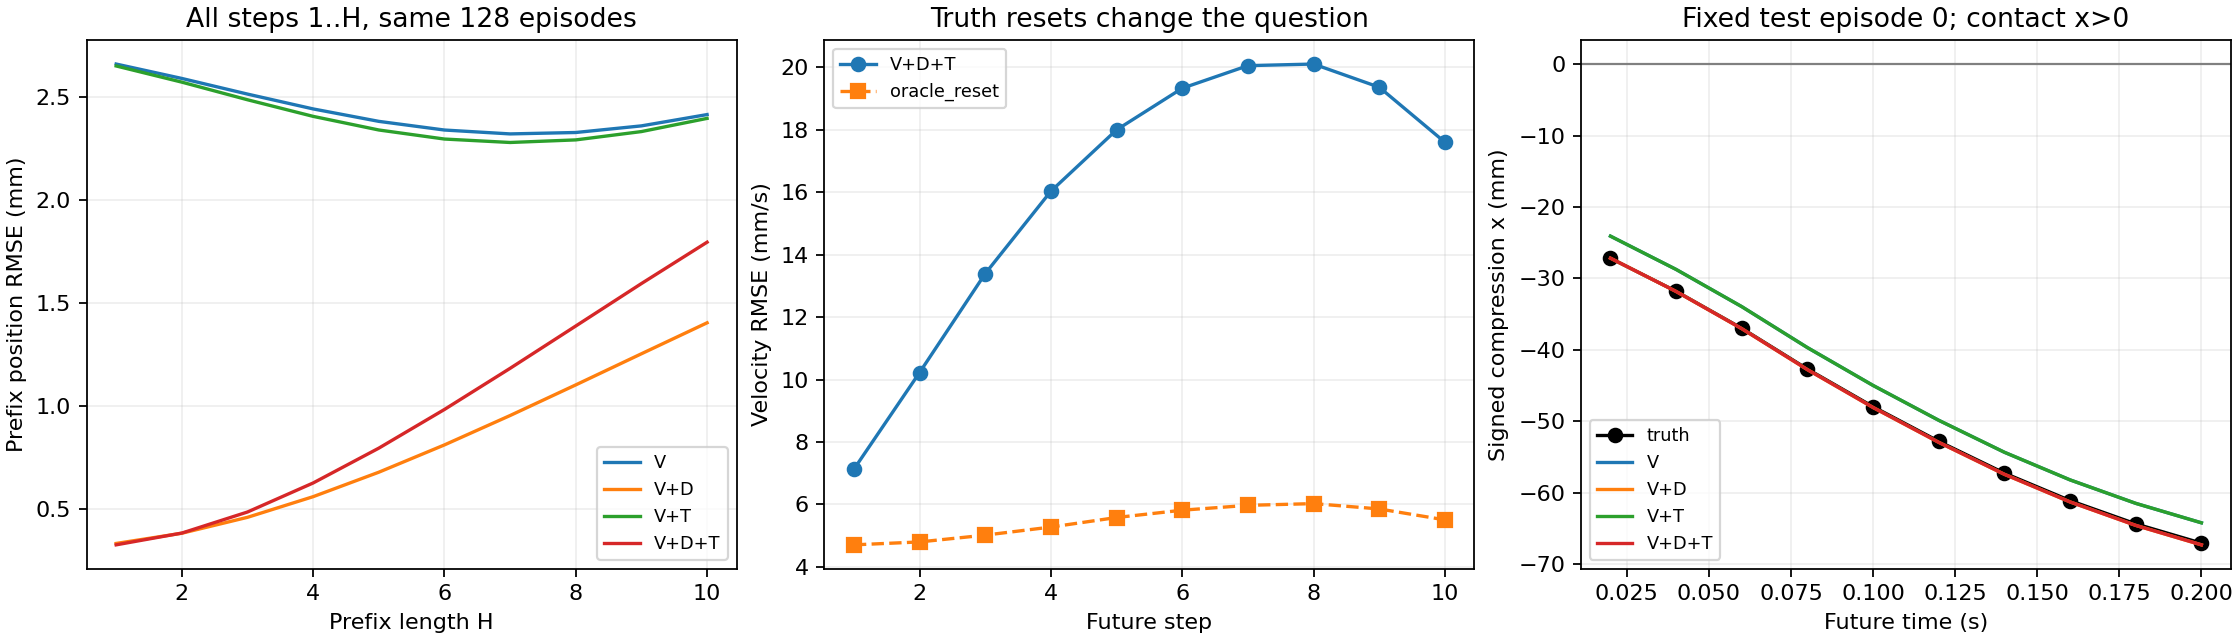 All steps 1..H, same 128 episodes
Prefix position RMSE (mm)
2.5
2.0
1.5
1.0
0.5
V
V+D
V+T
V+D+T
2 4 6 8 10
Prefix length H
Truth resets change the question
Velocity RMSE (mm/s)
20
18
16
14
12
10
8
6
4
V+D+T
oracle_reset
2 4 6 8 10
Future step
Fixed test episode 0; contact x>0
Signed compression x (mm)
0
−10
−20
−30
−40
−50
−60
−70
truth
V
V+D
V+T
V+D+T
0.025 0.050 0.075 0.100 0.125 0.150 0.175 0.200
Future time (s)